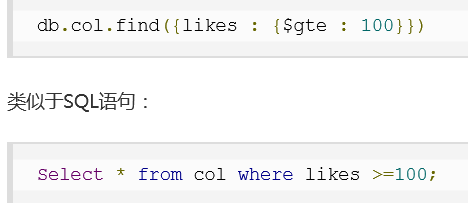 db.col.find({likes : {$gte : 100}})
类似于SQL语句：
Select * from col where likes >=100;